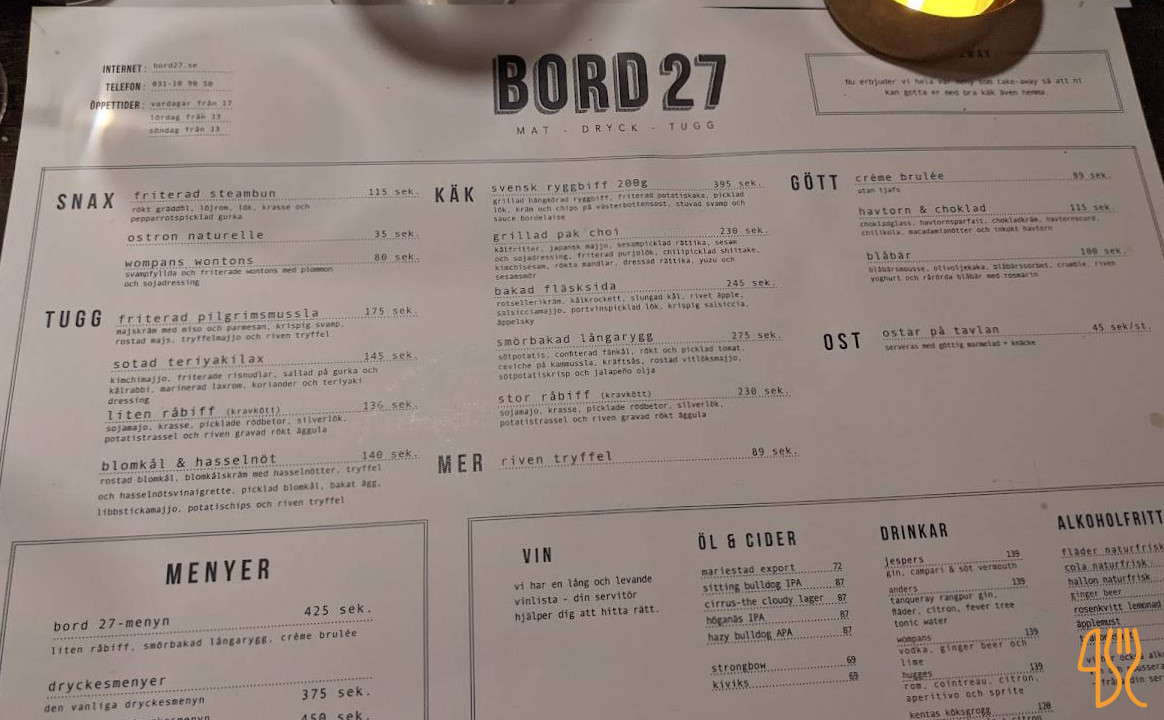 BORD 27
MAT - DRYCK - TUGG
INTERNET: bord27.se
TELEFON: 031-10 90 50
ÖPPETTIDER: vardagar från 17
lördag från 13
söndag från 13
Nu erbjuder vi hela vår meny som take-away så att ni
kan götta er med bra käk även hemma.
SNAX
friterad steambun 115 sek.
rökt gräddfil, löjrom, lök, krasse och
pepparrotspicklad gurka
ostron naturelle 35 sek.
wompans wontons 80 sek.
svampfyllda och friterade wontons med plommon
och sojadressing
TUGG
friterad pilgrimsmussla 175 sek.
majskräm med miso och parmesan, krispig svamp,
rostad majs, tryffelmajjo och riven tryffel
sotad teriyakilax 145 sek.
kimchimajjo, friterade risnudlar, sallad på gurka och
kålrabbi, marinerad laxrom, koriander och teriyaki
dressing
liten råbiff (kravkött) 136 sek.
sojamajo, krasse, picklade rödbetor, silverlök,
potatistrassel och riven gravad rökt äggula
blomkål & hasselnöt 140 sek.
rostad blomkål, blomkålskräm med hasselnötter, tryffel
och hasselnötsvinaigrette, picklad blomkål, bakat ägg,
libbstickamajjo, potatischips och riven tryffel
KÄK
svensk ryggbiff 200g 395 sek.
grillad hängmörad ryggbiff, friterad potatiskaka, picklad
lök, kräm och chips på västerbottensost, stuvad svamp och
sauce bordelaise
grillad pak choi 230 sek.
kålfritter, japansk majjo, sesampicklad rättika, sesam
och sojadressing, friterad purjolök, chilipicklad shiitake,
kimchisesam, rökta mandlar, dressad rättika, yuzu och
sesamsmör
bakad fläsksida 245 sek.
rotsellerikräm, kålkrockett, slungad kål, rivet äpple,
salsicciamajjo, portvinspicklad lök, krispig salsiccia,
äppelsky
smörbakad långarygg 275 sek.
sötpotatis, confiterad fänkål, rökt och picklad tomat,
ceviche på kammussla, kräftsås, rostad vitlöksmajjo,
sötpotatiskrisp och jalapeño olja
stor råbiff (kravkött) 230 sek.
sojamajo, krasse, picklade rödbetor, silverlök,
potatistrassel och riven gravad rökt äggula
MER
riven tryffel 89 sek.
GÖTT
crème brulée 89 sek.
utan tjafs
havtorn & choklad 115 sek.
chokladglass, havtornsparfait, chokladkräm, havtornscurd,
chilikola, macadamianötter och inkokt havtorn
blåbär 100 sek.
blåbärsmousse, olivoljekaka, blåbärssorbet, crumble, riven
yoghurt och rårörda blåbär med rosmarin
OST
ostar på tavlan 45 sek/st.
serveras med göttig marmelad + knäcke
MENYER
bord 27-menyn 425 sek.
liten råbiff, smörbakad långarygg, crème brulée
dryckesmenyer
den vanliga dryckesmenyn 375 sek.
450 sek.
VIN
vi har en lång och levande
vinlista - din servitör
hjälper dig att hitta rätt.
ÖL & CIDER
mariestad export 72
sitting bulldog IPA 87
cirrus-the cloudy lager 87
höganäs IPA 87
hazy bulldog APA 87
strongbow 69
kiviks 69
DRINKAR
jespers 139
gin, campari & söt vermouth
anders 139
tanqueray rangpur gin,
fläder, citron, fever tree
tonic water
wompans 139
vodka, ginger beer och
lime
hugges 139
rom, cointreau, citron,
aperitivo och sprite
kentas köksgrogg 120
ALKOHOLFRITT
fläder naturfrisk
cola naturfrisk
hallon naturfrisk
ginger beer
rosenkvitt lemonad
äpplemust